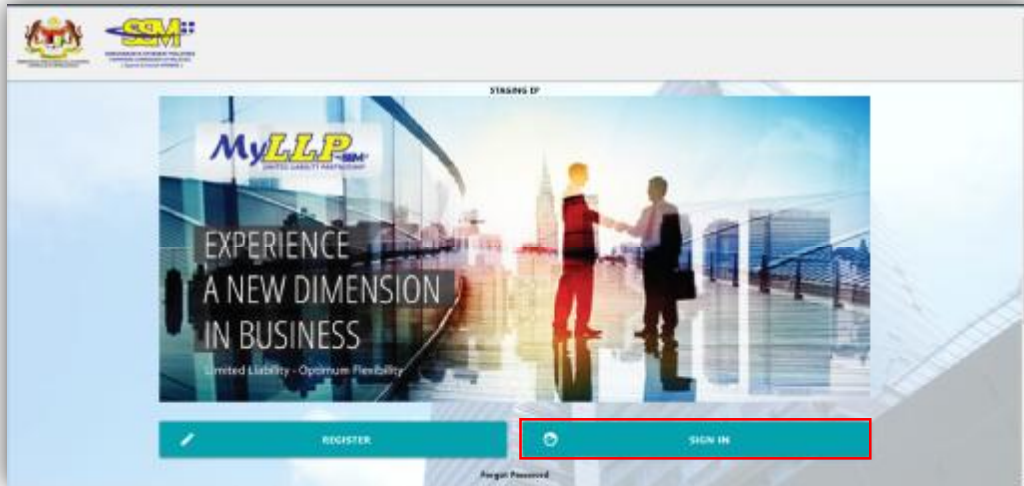 SSM
STAGING EP
MyLLP SSM
LIMITED LIABILITY PARTNERSHIP
EXPERIENCE
A NEW DIMENSION
IN BUSINESS
Limited Liability - Optimum Flexibility
REGISTER
SIGN IN
Forgot Password